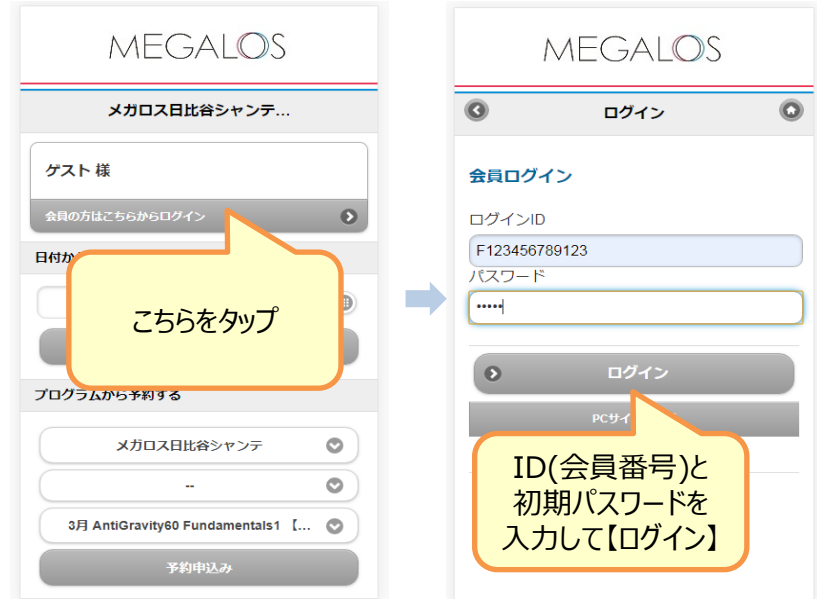 MEGALOS
メガロス日比谷シャンテ...
ゲスト 様
会員の方はこちらからログイン
日付か
こちらをタップ
プログラムから予約する
メガロス日比谷シャンテ
--
3月 AntiGravity60 Fundamentals1 【...
予約申込み
MEGALOS
ログイン
会員ログイン
ログインID
F123456789123
パスワード
•••••
ログイン
PCサイ
ID(会員番号)と
初期パスワードを
入力して【ログイン】